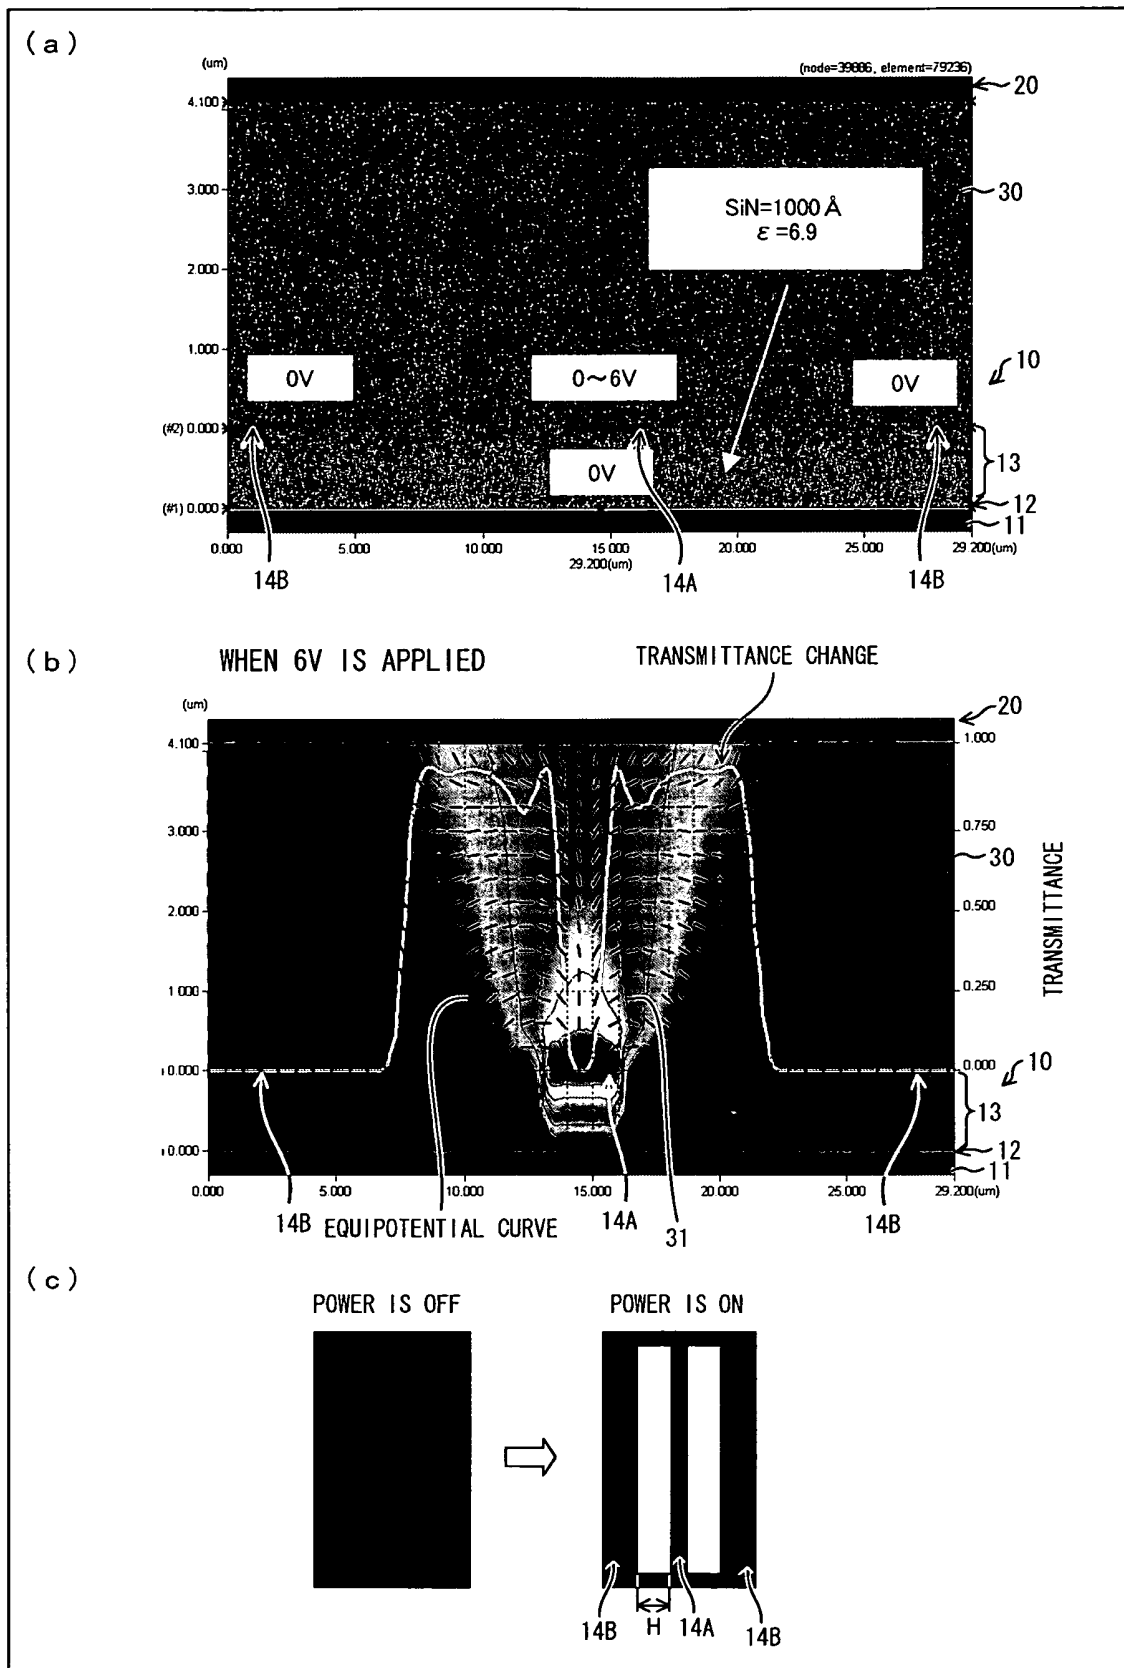 (a)
(um)
(node=39886, element=79236)
20
4.100
3.000
30
SiN=1000 Å
ε=6.9
2.000
1.000
10
0V
0～6V
0V
(#2) 0.000
13
0V
(#1) 0.000
12
11
0.000 5.000 10.000 15.000 20.000 25.000 29.200(um)
29.200(um)
14B 14A 14B
(b)
WHEN 6V IS APPLIED
TRANSMITTANCE CHANGE
(um)
20
4.100
1.000
3.000
0.750
30
2.000
0.500
TRANSMITTANCE
1.000
0.250
0.000
0.000
10
13
0.000
12
11
0.000 5.000 10.000 15.000 20.000 25.000 29.200(um)
14B EQUIPOTENTIAL CURVE 14A 31 14B
(c)
POWER IS OFF POWER IS ON
14B H 14A 14B